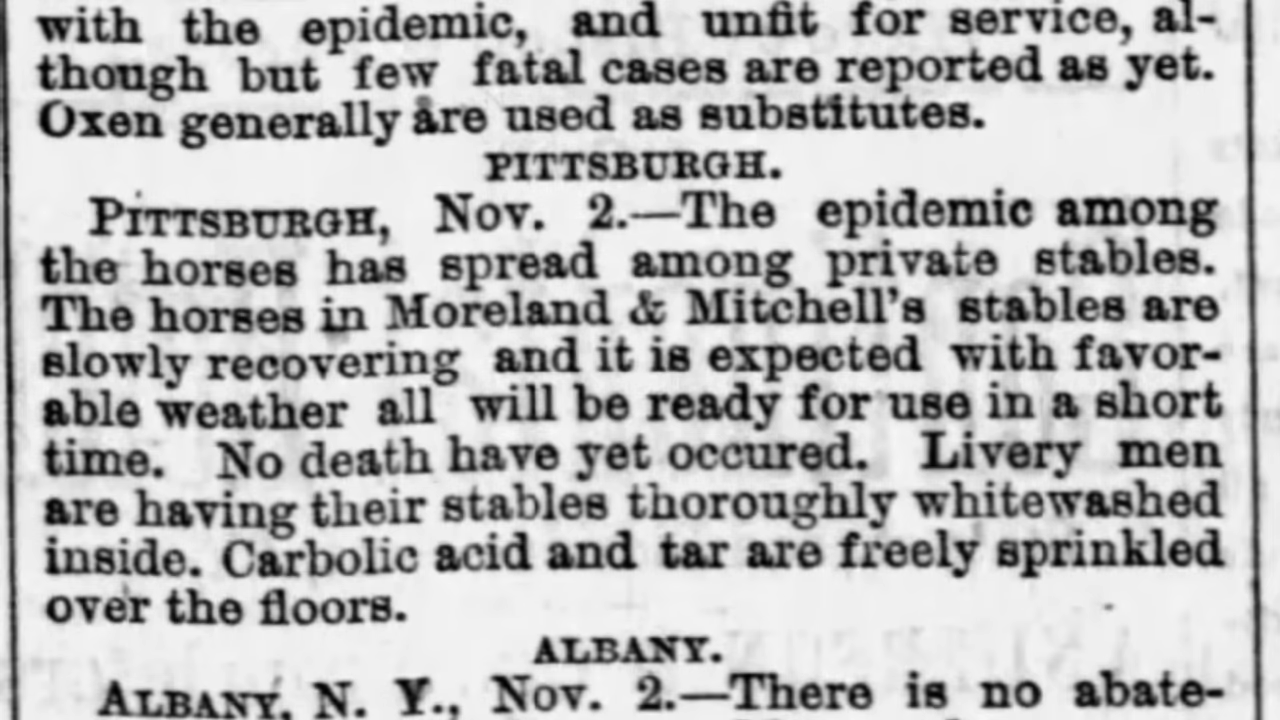 with the epidemic, and unfit for service, al-
though but few fatal cases are reported as yet.
Oxen generally are used as substitutes.
PITTSBURGH.
PITTSBURGH, Nov. 2.—The epidemic among
the horses has spread among private stables.
The horses in Moreland & Mitchell's stables are
slowly recovering and it is expected with favor-
able weather all will be ready for use in a short
time. No death have yet occured. Livery men
are having their stables thoroughly whitewashed
inside. Carbolic acid and tar are freely sprinkled
over the floors.
ALBANY.
ALBANY, N. Y., Nov. 2.—There is no abate-